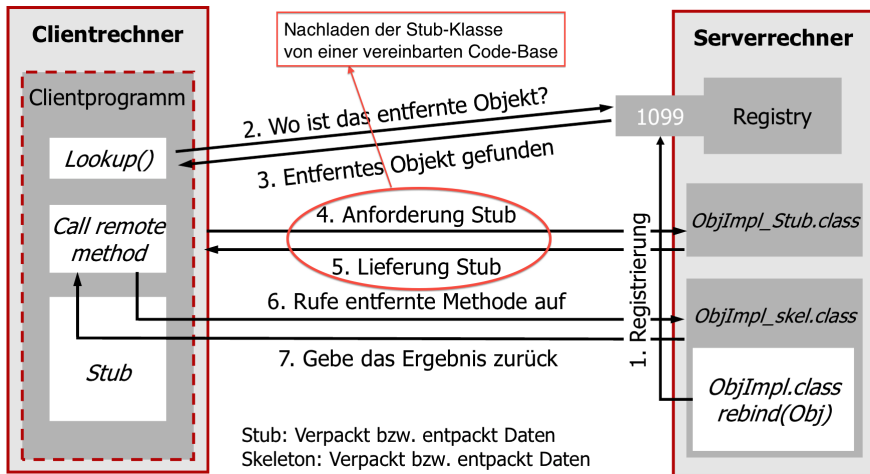 Clientrechner
Clientprogramm
Lookup()
Call remote
method
Stub
Nachladen der Stub-Klasse
von einer vereinbarten Code-Base
2. Wo ist das entfernte Objekt?
3. Entferntes Objekt gefunden
4. Anforderung Stub
5. Lieferung Stub
6. Rufe entfernte Methode auf
7. Gebe das Ergebnis zurück
1. Registrierung
Serverrechner
1099
Registry
ObjImpl_Stub.class
ObjImpl_skel.class
ObjImpl.class
rebind(Obj)
Stub: Verpackt bzw. entpackt Daten
Skeleton: Verpackt bzw. entpackt Daten